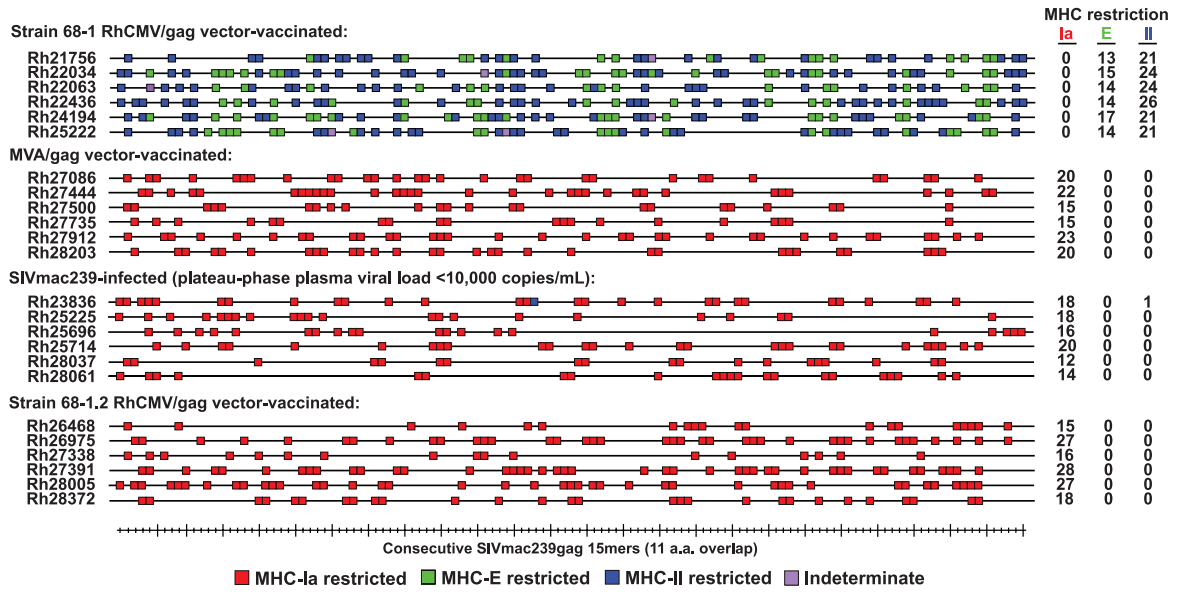 MHC restriction
Strain 68-1 RhCMV/gag vector-vaccinated:
Ia E II
Rh21756 0 13 21
Rh22034 0 15 24
Rh22063 0 14 24
Rh22436 0 14 26
Rh24194 0 17 21
Rh25222 0 14 21
MVA/gag vector-vaccinated:
Rh27086 20 0 0
Rh27444 22 0 0
Rh27500 15 0 0
Rh27735 15 0 0
Rh27912 23 0 0
Rh28203 20 0 0
SIVmac239-infected (plateau-phase plasma viral load <10,000 copies/mL):
Rh23836 18 0 1
Rh25225 18 0 0
Rh25696 16 0 0
Rh25714 20 0 0
Rh28037 12 0 0
Rh28061 14 0 0
Strain 68-1.2 RhCMV/gag vector-vaccinated:
Rh26468 15 0 0
Rh26975 27 0 0
Rh27338 16 0 0
Rh27391 28 0 0
Rh28005 27 0 0
Rh28372 18 0 0
Consecutive SIVmac239gag 15mers (11 a.a. overlap)
MHC-Ia restricted MHC-E restricted MHC-II restricted Indeterminate